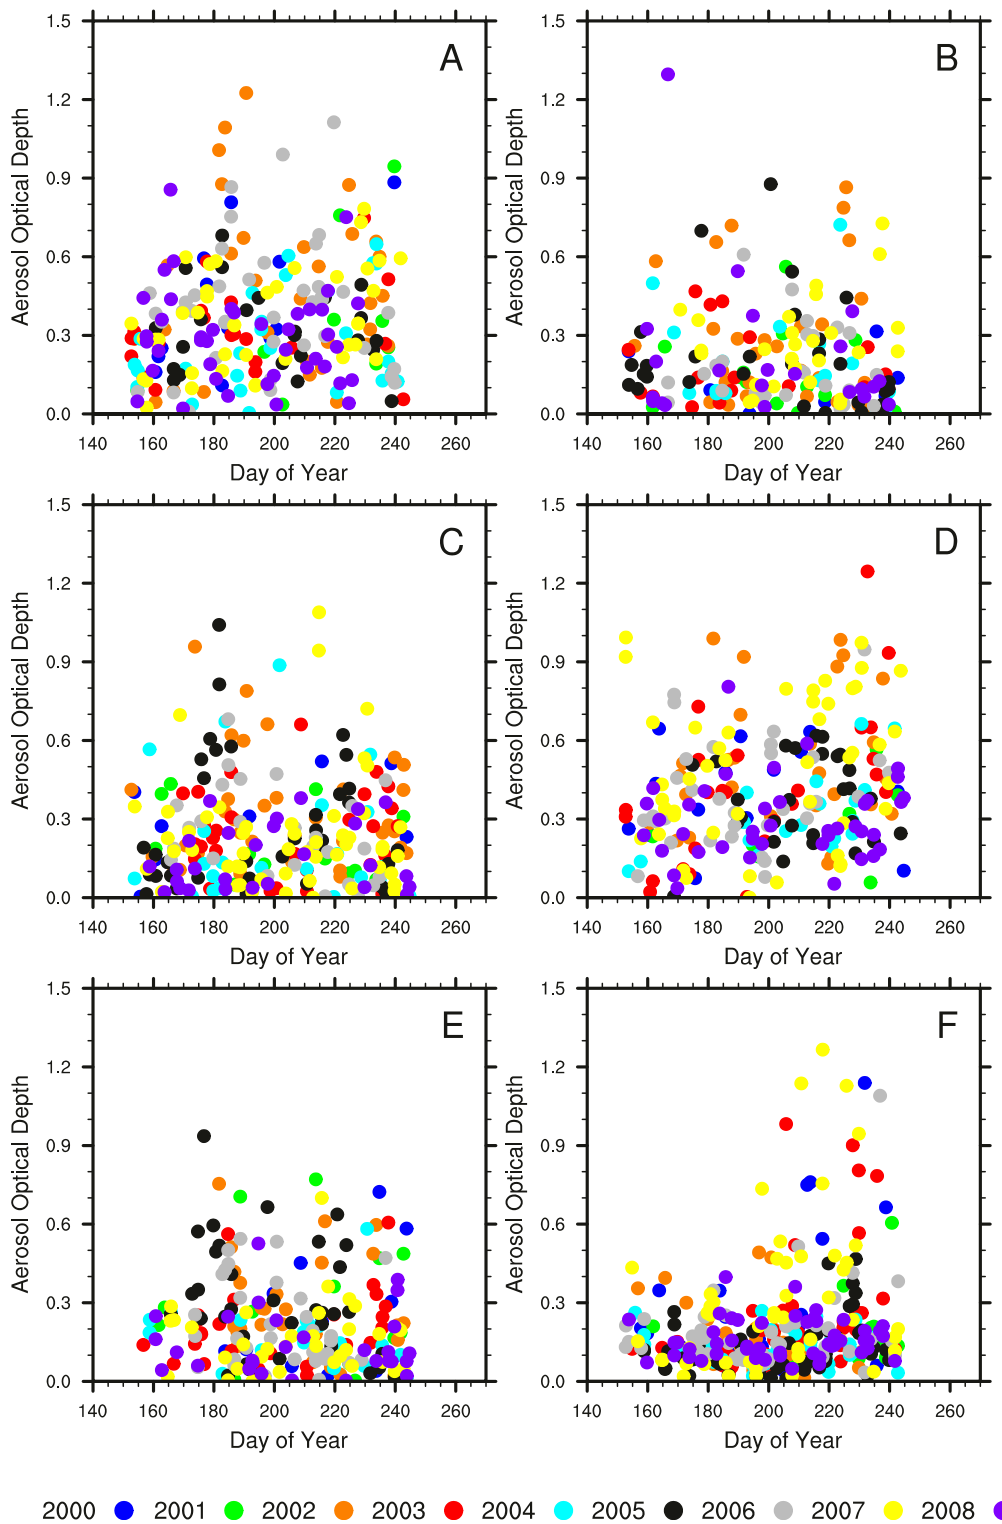 1.5
1.2
0.9
0.6
0.3
0.0
Aerosol Optical Depth
A
140 160 180 200 220 240 260
Day of Year
1.5
1.2
0.9
0.6
0.3
0.0
Aerosol Optical Depth
B
140 160 180 200 220 240 260
Day of Year
1.5
1.2
0.9
0.6
0.3
0.0
Aerosol Optical Depth
C
140 160 180 200 220 240 260
Day of Year
1.5
1.2
0.9
0.6
0.3
0.0
Aerosol Optical Depth
D
140 160 180 200 220 240 260
Day of Year
1.5
1.2
0.9
0.6
0.3
0.0
Aerosol Optical Depth
E
140 160 180 200 220 240 260
Day of Year
1.5
1.2
0.9
0.6
0.3
0.0
Aerosol Optical Depth
F
140 160 180 200 220 240 260
Day of Year
2000 2001 2002 2003 2004 2005 2006 2007 2008